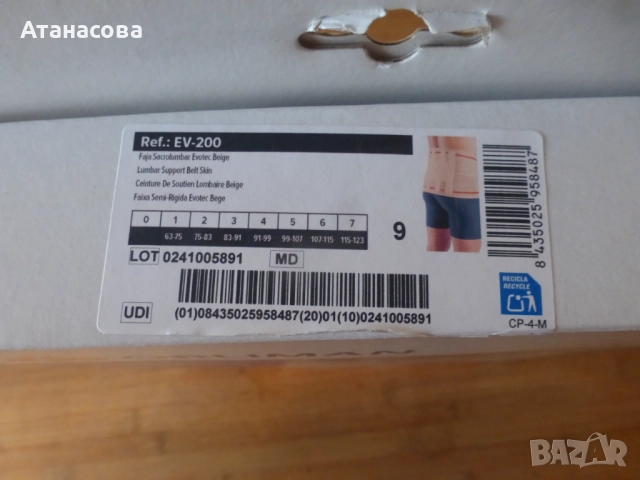 Атанасова
Ref.: EV-200
Faja Sacrolumbar Evotec Beige
Lumbar Support Belt Skin
Ceinture De Soutien Lombaire Beige
Faixa Semi-Rigida Evotec Bege
0 1 2 3 4 5 6 7
63-75 75-83 83-91 91-99 99-107 107-115 115-123
9
LOT 0241005891 MD
UDI
(01)08435025958487(20)01(10)0241005891
8 435025 958487
RECICLA
RECYCLE
CP-4-M
BAZAR